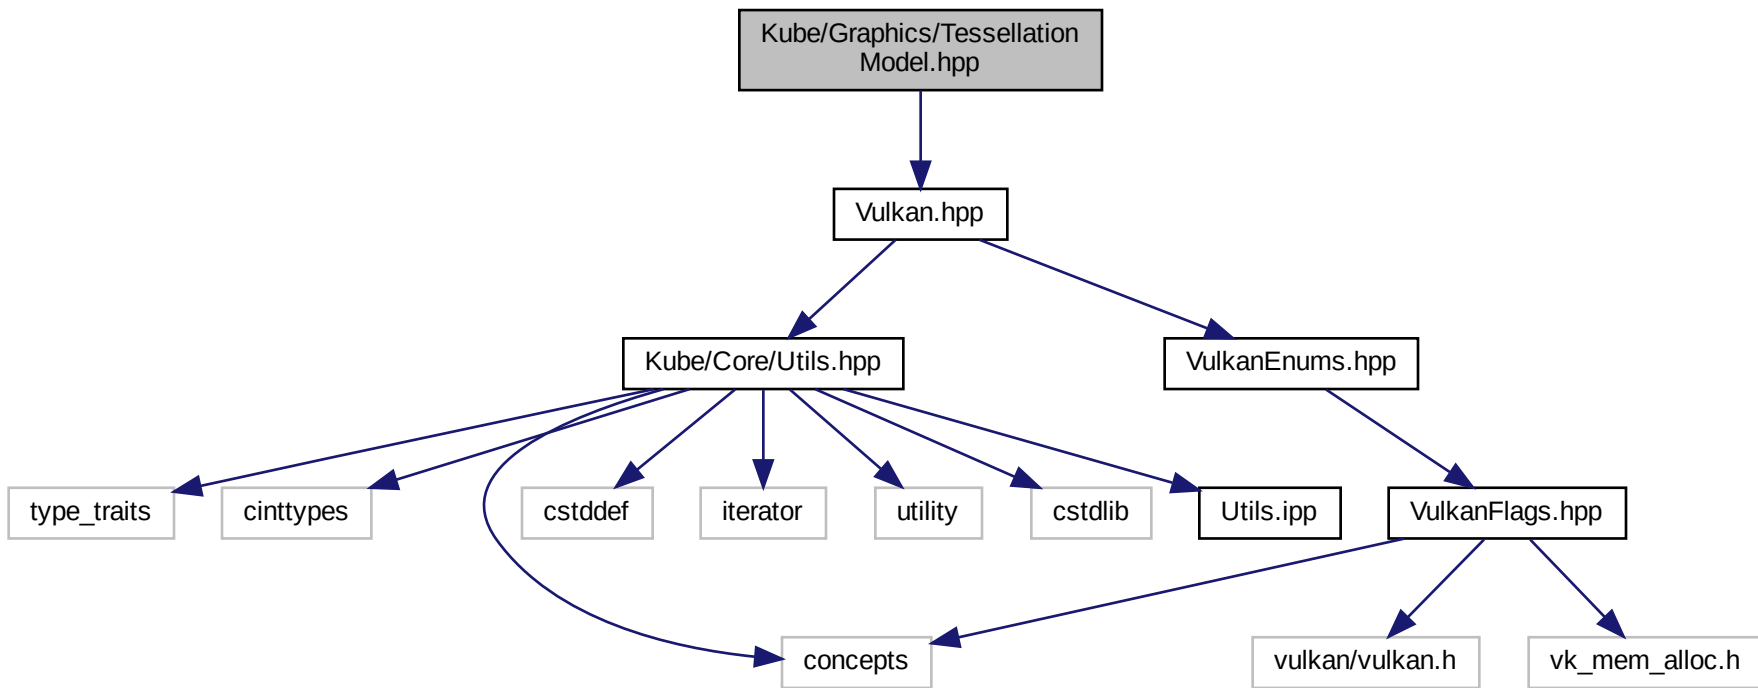 Kube/Graphics/Tessellation
Model.hpp
Vulkan.hpp
Kube/Core/Utils.hpp
VulkanEnums.hpp
type_traits
cinttypes
cstddef
iterator
utility
cstdlib
Utils.ipp
VulkanFlags.hpp
concepts
vulkan/vulkan.h
vk_mem_alloc.h